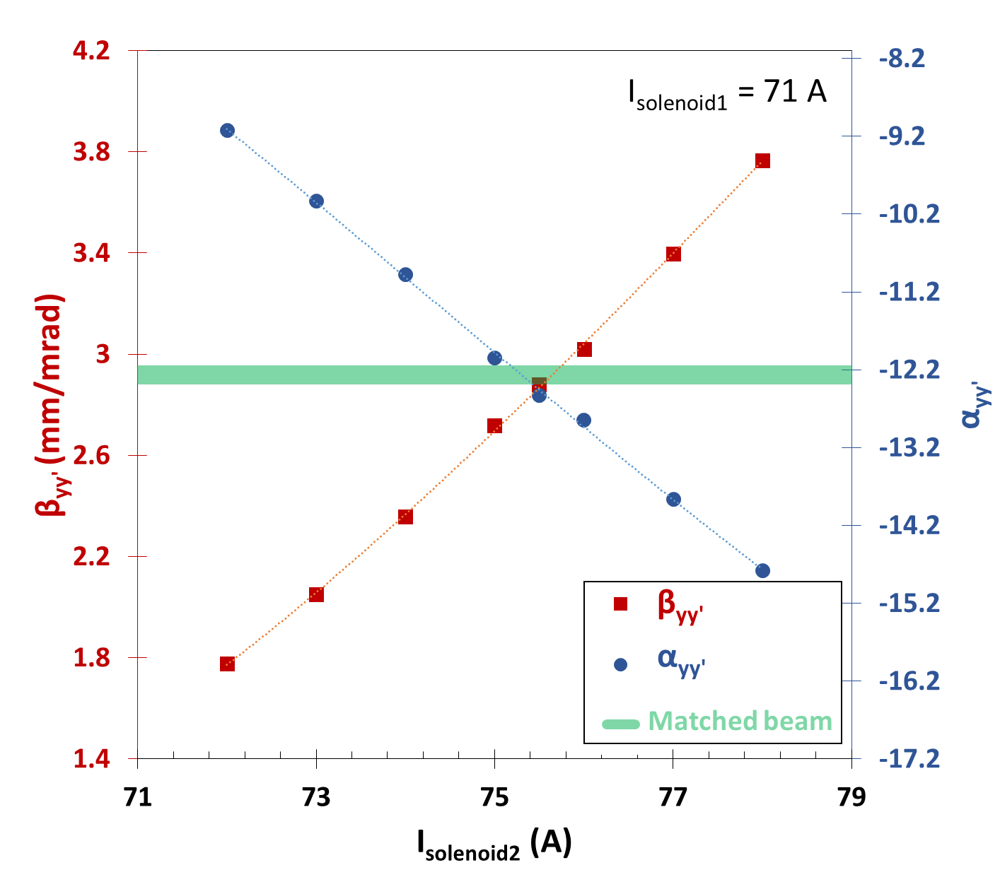 4.2
3.8
3.4
3
2.6
2.2
1.8
1.4
βyy' (mm/mrad)
Isolenoid1 = 71 A
-8.2
-9.2
-10.2
-11.2
-12.2
-13.2
-14.2
-15.2
-16.2
-17.2
αyy'
βyy'
αyy'
Matched beam
71 73 75 77 79
Isolenoid2 (A)